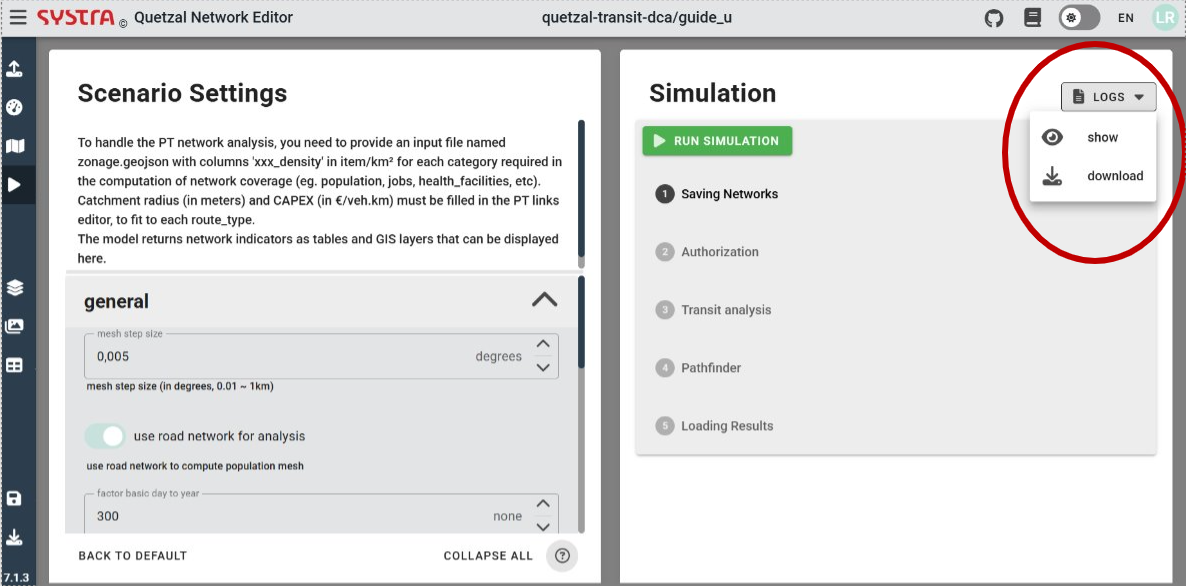 SYSTRA © Quetzal Network Editor
quetzal-transit-dca/guide_u
EN
LR
Scenario Settings
To handle the PT network analysis, you need to provide an input file named
zonage.geojson with columns 'xxx_density' in item/km² for each category required in
the computation of network coverage (eg. population, jobs, health_facilities, etc).
Catchment radius (in meters) and CAPEX (in €/veh.km) must be filled in the PT links
editor, to fit to each route_type.
The model returns network indicators as tables and GIS layers that can be displayed
here.
general
mesh step size
0,005 degrees
mesh step size (in degrees, 0.01 ~ 1km)
use road network for analysis
use road network to compute population mesh
factor basic day to year
300 none
BACK TO DEFAULT
COLLAPSE ALL
?
Simulation
LOGS
show
download
RUN SIMULATION
1 Saving Networks
2 Authorization
3 Transit analysis
4 Pathfinder
5 Loading Results
7.1.3